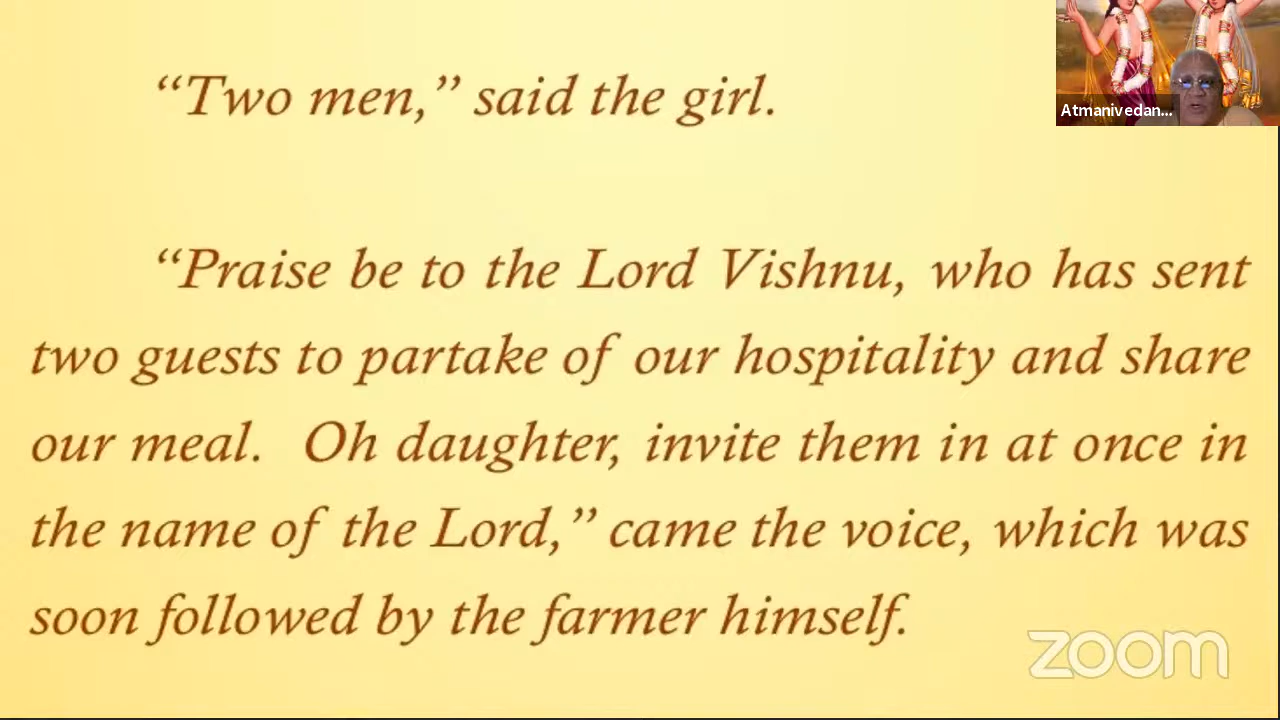 Atmanivedan...
“Two men,” said the girl.
“Praise be to the Lord Vishnu, who has sent
two guests to partake of our hospitality and share
our meal. Oh daughter, invite them in at once in
the name of the Lord,” came the voice, which was
soon followed by the farmer himself.
zoom